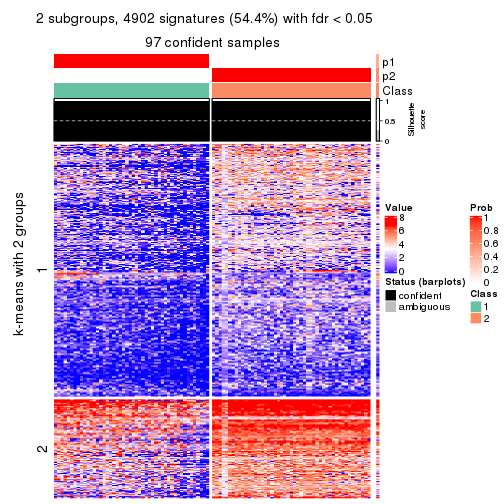 2 subgroups, 4902 signatures (54.4%) with fdr < 0.05
97 confident samples
p1
p2
Class
1
0.5
0
Silhouette
score
k-means with 2 groups
1
2
Value
8
6
4
2
0
Status (barplots)
confident
ambiguous
Prob
1
0.8
0.6
0.4
0.2
0
Class
1
2